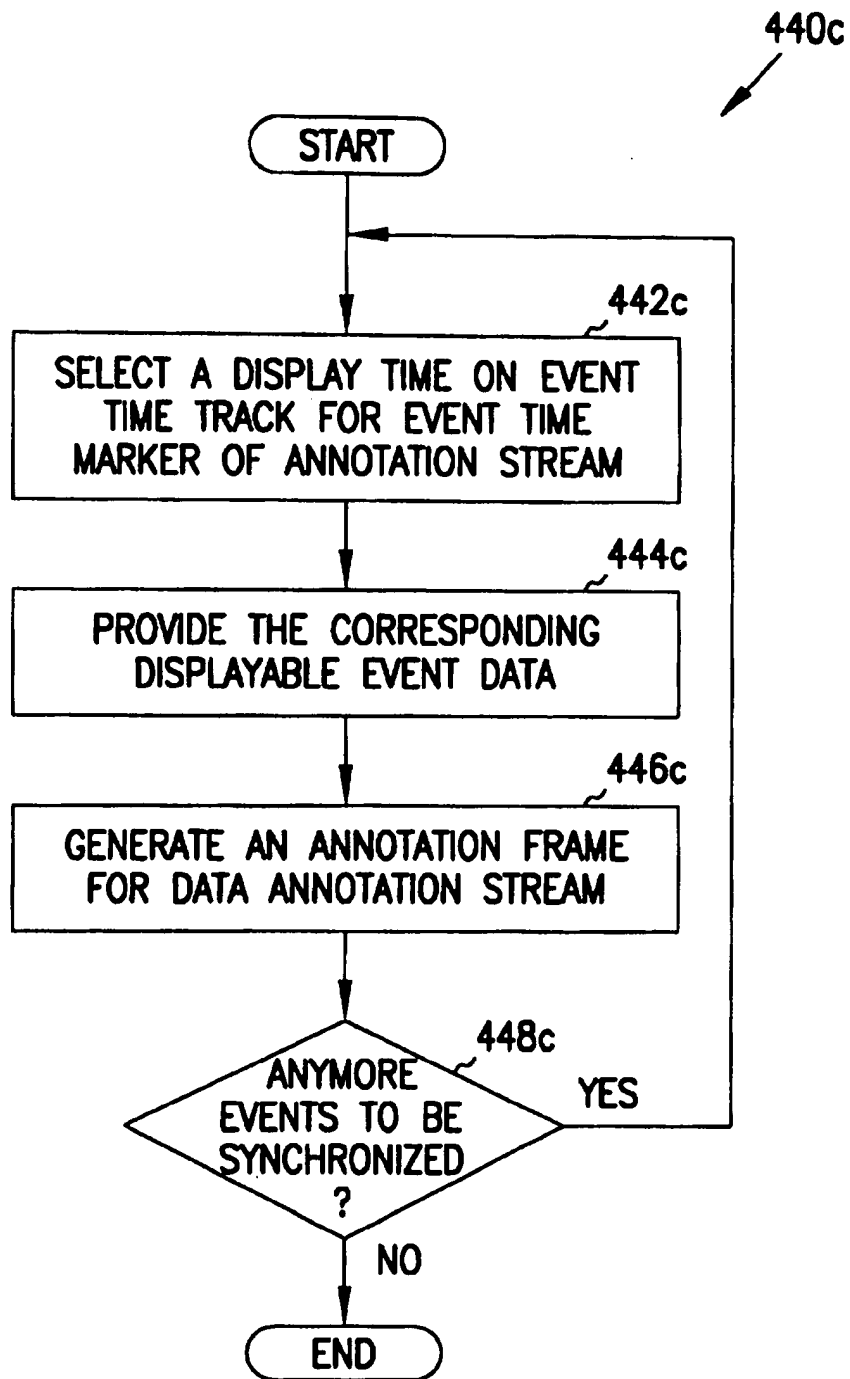 440c
START
442c
SELECT A DISPLAY TIME ON EVENT
TIME TRACK FOR EVENT TIME
MARKER OF ANNOTATION STREAM
444c
PROVIDE THE CORRESPONDING
DISPLAYABLE EVENT DATA
446c
GENERATE AN ANNOTATION FRAME
FOR DATA ANNOTATION STREAM
448c
ANYMORE
EVENTS TO BE
SYNCHRONIZED
?
YES
NO
END